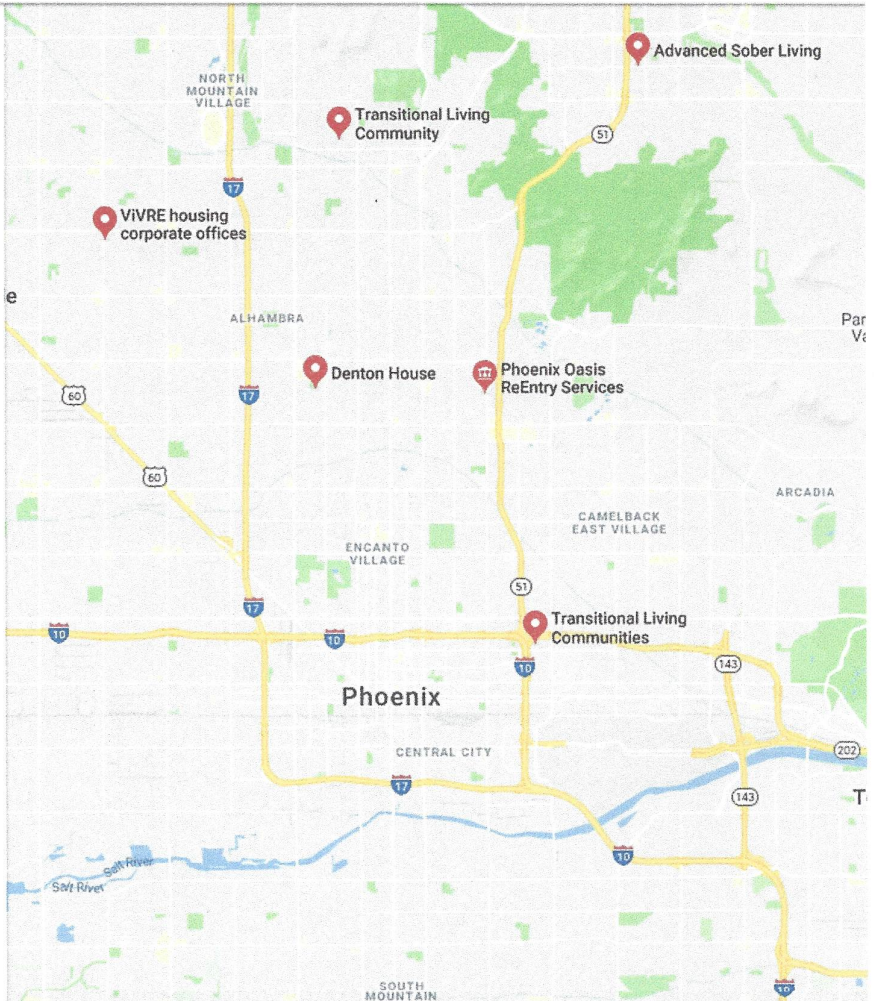 Advanced Sober Living
NORTH
MOUNTAIN
VILLAGE
Transitional Living
Community
51
17
ViVRE housing
corporate offices
e
ALHAMBRA
Par
Va
Denton House
Phoenix Oasis
ReEntry Services
60
17
60
ARCADIA
CAMELBACK
EAST VILLAGE
ENCANTO
VILLAGE
51
17
Transitional Living
Communities
10
10
10
143
Phoenix
CENTRAL CITY
202
17
143
T
10
Salt River
Salt River
SOUTH
MOUNTAIN
10